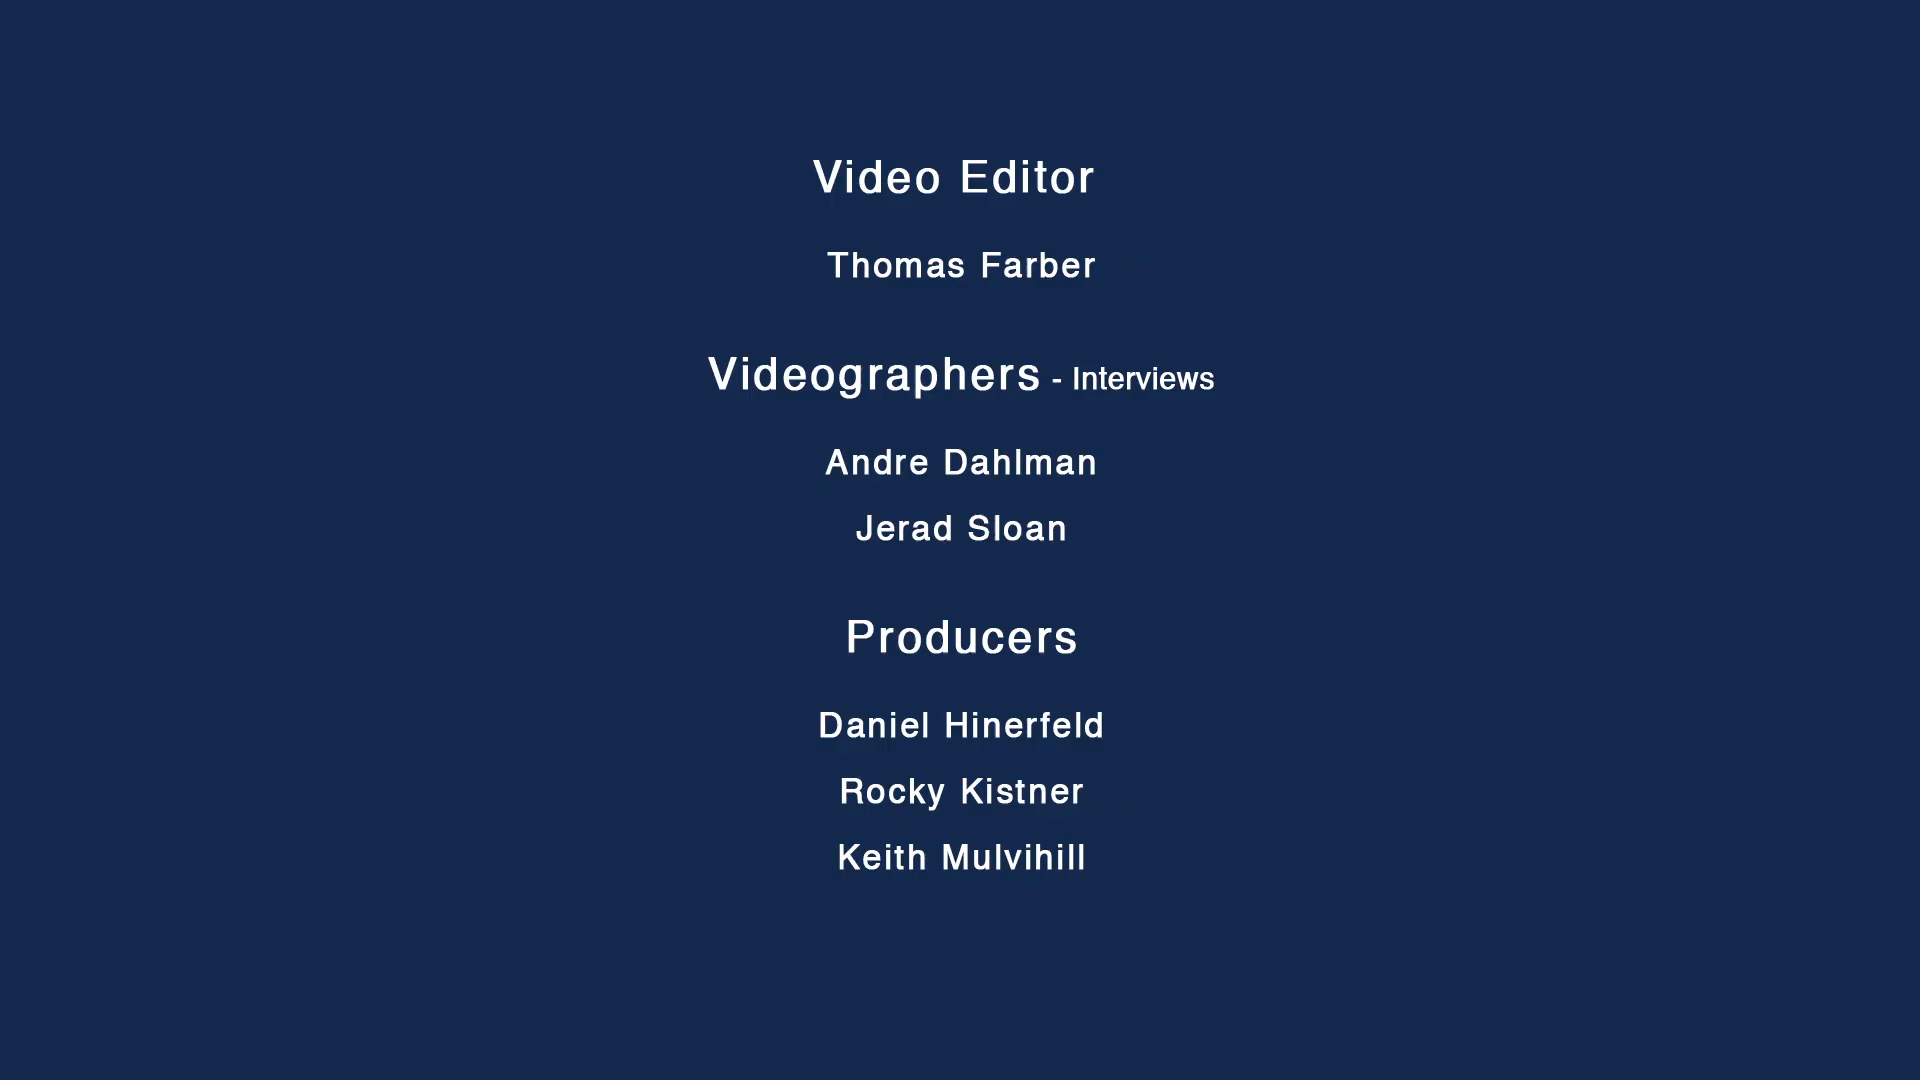 Video Editor
Thomas Farber
Videographers - Interviews
Andre Dahlman
Jerad Sloan
Producers
Daniel Hinerfeld
Rocky Kistner
Keith Mulvihill